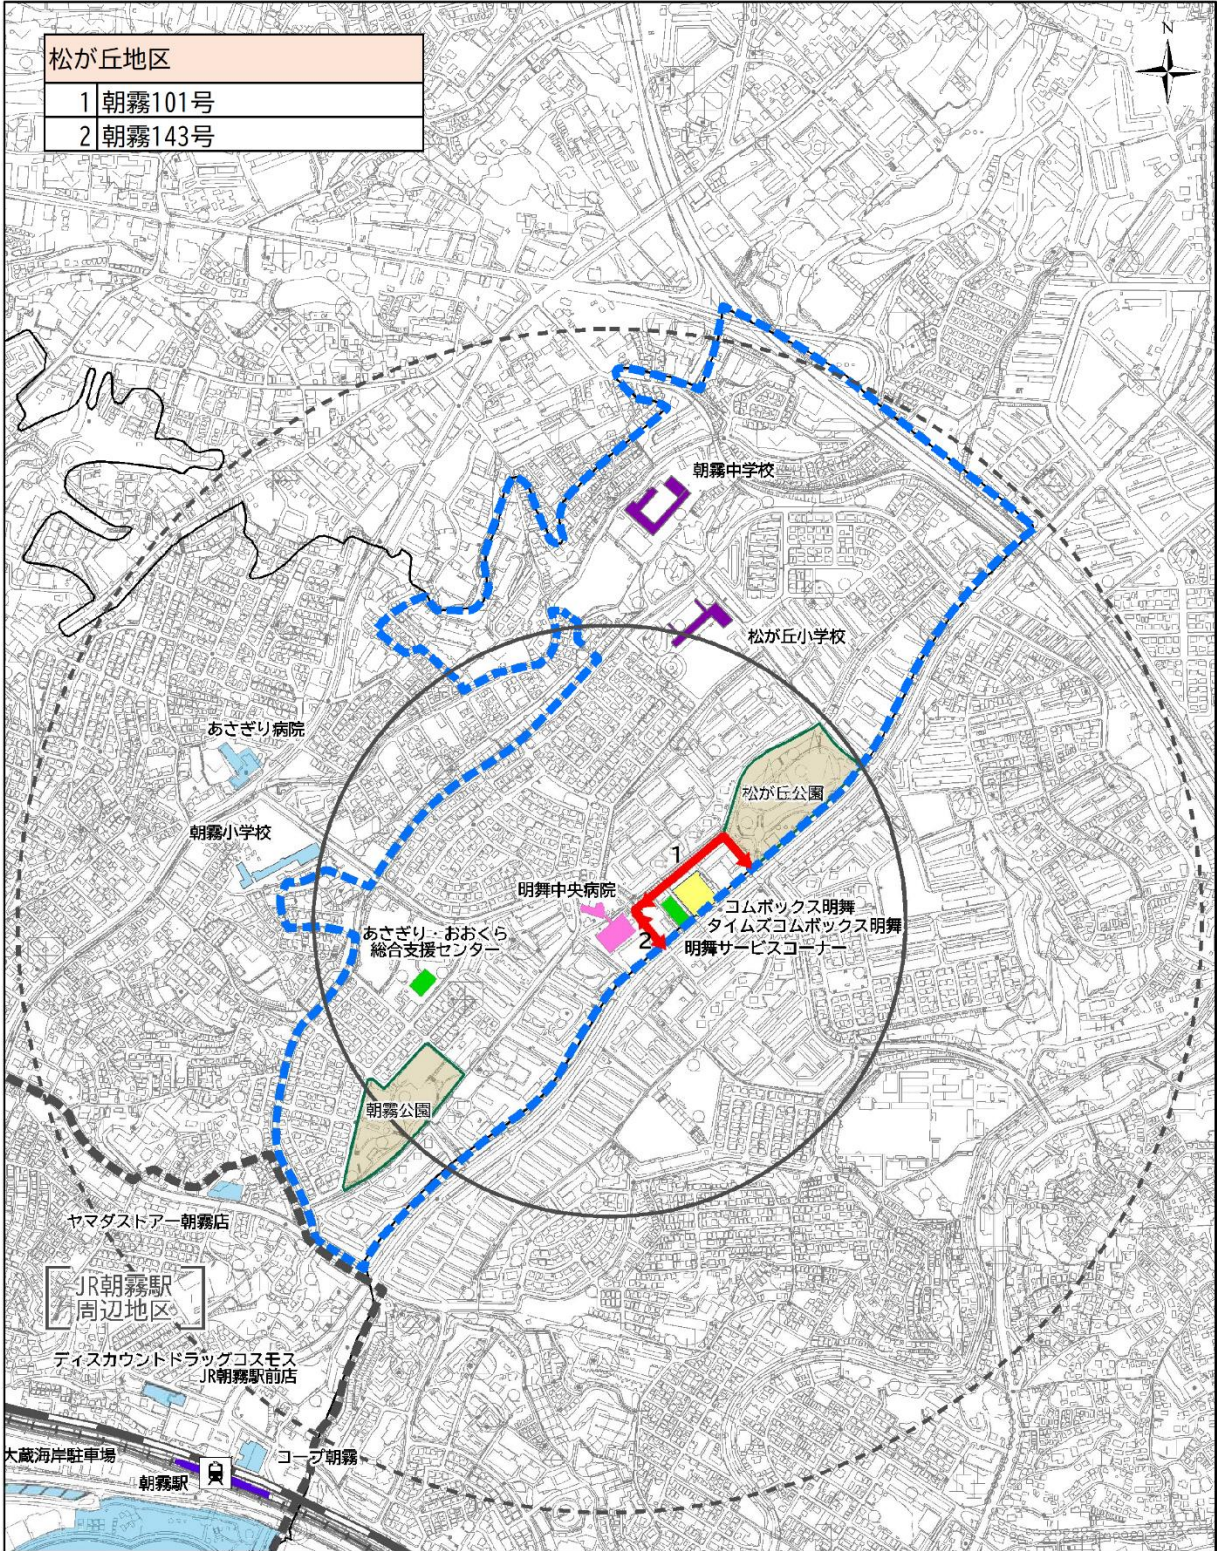 松が丘地区
1 朝霧101号
2 朝霧143号
N
朝霧中学校
松が丘小学校
あさぎり病院
松が丘公園
朝霧小学校
1
明舞中央病院
コムボックス明舞
タイムズコムボックス明舞
2
明舞サービスコーナー
あさぎり・おおくら
総合支援センター
朝霧公園
ヤマダストアー朝霧店
JR朝霧駅
周辺地区
ディスカウントドラッグコスモス
JR朝霧駅前店
大蔵海岸駐車場
コープ朝霧
朝霧駅